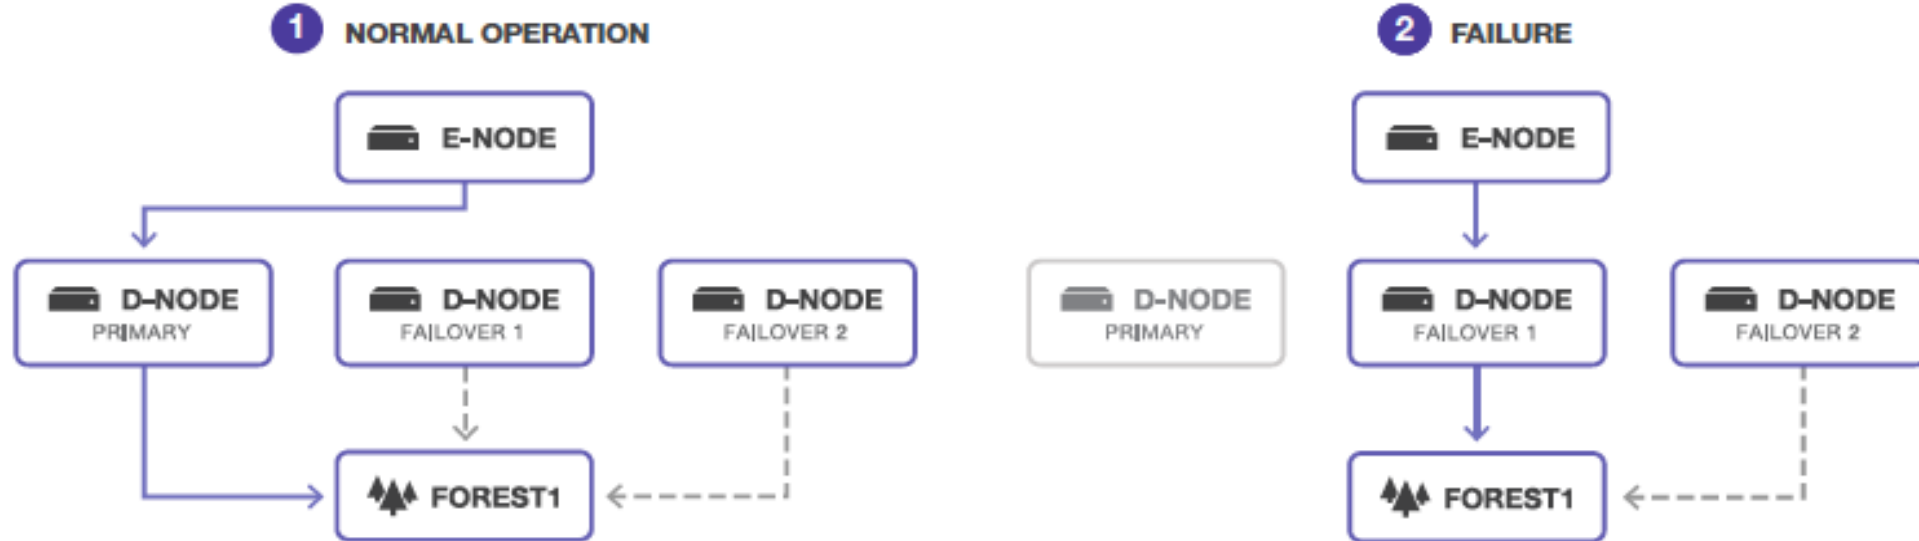 1 NORMAL OPERATION
E-NODE
D-NODE
PRIMARY
D-NODE
FAILOVER 1
D-NODE
FAILOVER 2
FOREST1
2 FAILURE
E-NODE
D-NODE
PRIMARY
D-NODE
FAILOVER 1
D-NODE
FAILOVER 2
FOREST1